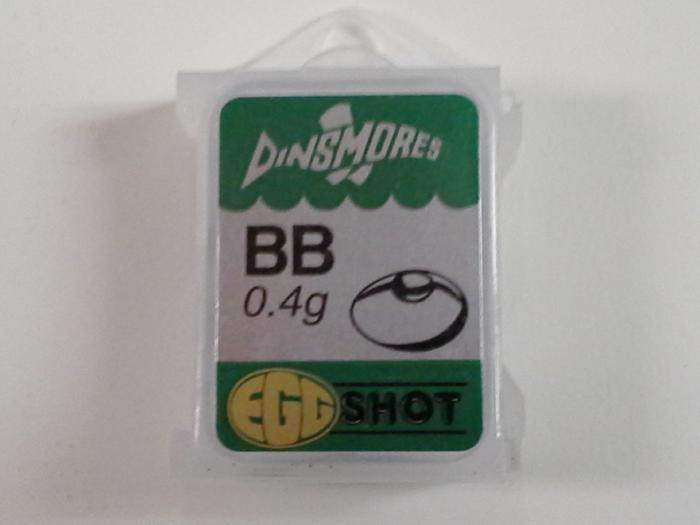 DINSMORES
BB
0.4g
EGG SHOT